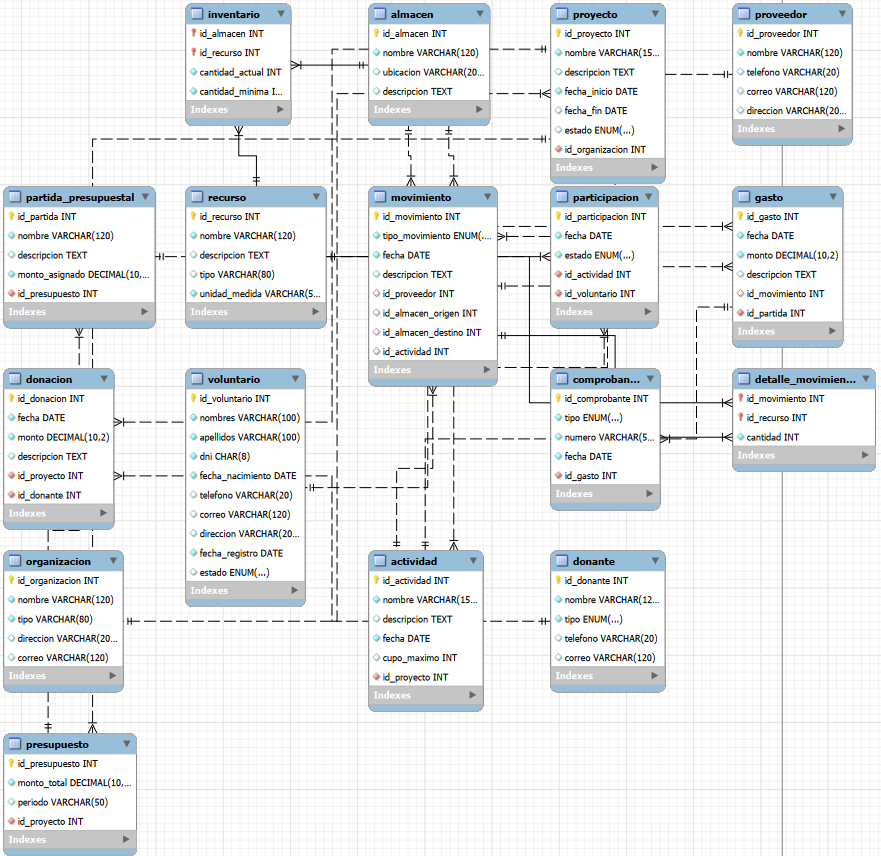 inventario
id_almacen INT
id_recurso INT
cantidad_actual INT
cantidad_minima I...
Indexes
almacen
id_almacen INT
nombre VARCHAR(120)
ubicacion VARCHAR(20...
descripcion TEXT
Indexes
proyecto
id_proyecto INT
nombre VARCHAR(15...
descripcion TEXT
fecha_inicio DATE
fecha_fin DATE
estado ENUM(...)
id_organizacion INT
Indexes
proveedor
id_proveedor INT
nombre VARCHAR(120)
telefono VARCHAR(20)
correo VARCHAR(120)
direccion VARCHAR(20...
Indexes
partida_presupuestal
id_partida INT
nombre VARCHAR(120)
descripcion TEXT
monto_asignado DECIMAL(10,...
id_presupuesto INT
Indexes
recurso
id_recurso INT
nombre VARCHAR(120)
descripcion TEXT
tipo VARCHAR(80)
unidad_medida VARCHAR(5...
Indexes
movimiento
id_movimiento INT
tipo_movimiento ENUM(...
fecha DATE
descripcion TEXT
id_proveedor INT
id_almacen_origen INT
id_almacen_destino INT
id_actividad INT
Indexes
participacion
id_participacion INT
fecha DATE
estado ENUM(...)
id_actividad INT
id_voluntario INT
Indexes
gasto
id_gasto INT
fecha DATE
monto DECIMAL(10,2)
descripcion TEXT
id_movimiento INT
id_partida INT
Indexes
donacion
id_donacion INT
fecha DATE
monto DECIMAL(10,2)
descripcion TEXT
id_proyecto INT
id_donante INT
Indexes
voluntario
id_voluntario INT
nombres VARCHAR(100)
apellidos VARCHAR(100)
dni CHAR(8)
fecha_nacimiento DATE
telefono VARCHAR(20)
correo VARCHAR(120)
direccion VARCHAR(20...
fecha_registro DATE
estado ENUM(...)
Indexes
comproban...
id_comprobante INT
tipo ENUM(...)
numero VARCHAR(5...
fecha DATE
id_gasto INT
Indexes
detalle_movimien...
id_movimiento INT
id_recurso INT
cantidad INT
Indexes
organizacion
id_organizacion INT
nombre VARCHAR(120)
tipo VARCHAR(80)
direccion VARCHAR(20...
correo VARCHAR(120)
Indexes
actividad
id_actividad INT
nombre VARCHAR(15...
descripcion TEXT
fecha DATE
cupo_maximo INT
id_proyecto INT
Indexes
donante
id_donante INT
nombre VARCHAR(12...
tipo ENUM(...)
telefono VARCHAR(20)
correo VARCHAR(120)
Indexes
presupuesto
id_presupuesto INT
monto_total DECIMAL(10,...
periodo VARCHAR(50)
id_proyecto INT
Indexes